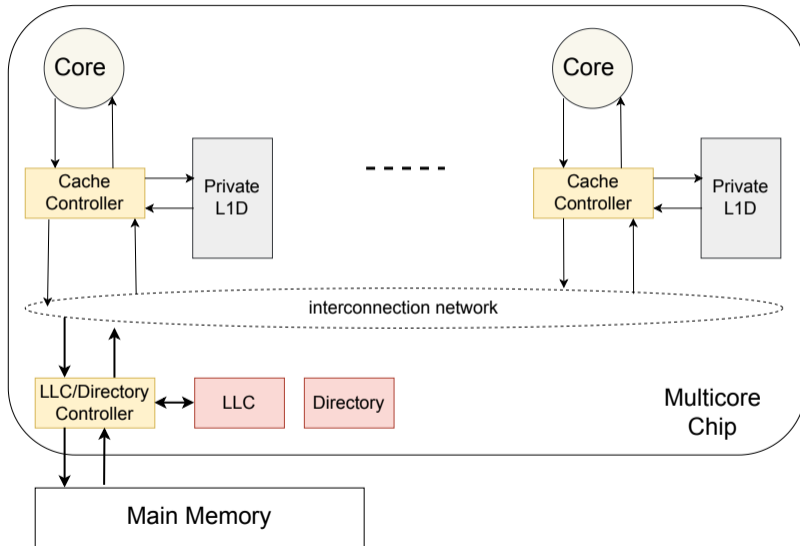 Core
Core
Cache
Controller
Private
L1D
Cache
Controller
Private
L1D
interconnection network
LLC/Directory
Controller
LLC
Directory
Multicore
Chip
Main Memory